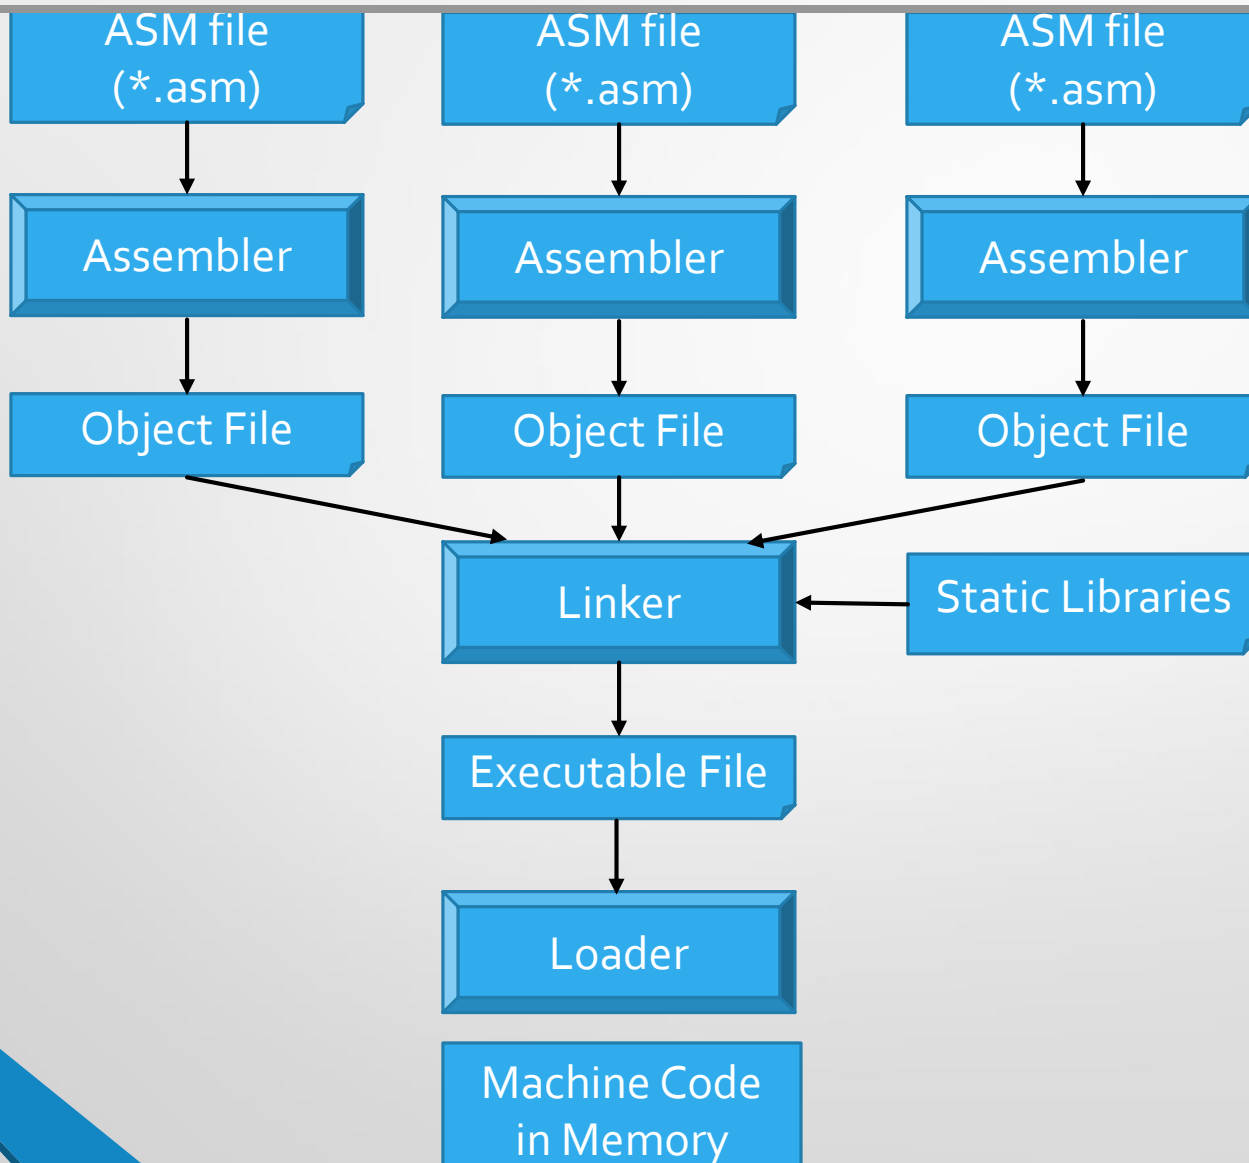 ASM file
(*.asm)
ASM file
(*.asm)
ASM file
(*.asm)
Assembler
Assembler
Assembler
Object File
Object File
Object File
Linker
Static Libraries
Executable File
Loader
Machine Code
in Memory